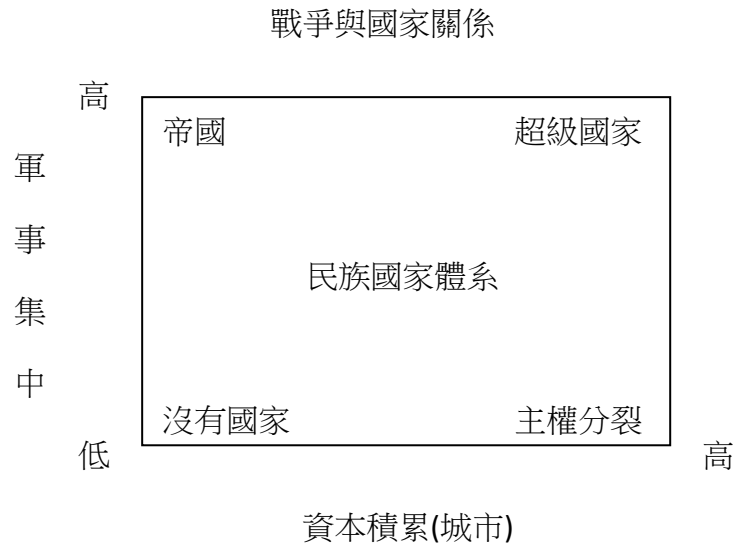 戰爭與國家關係
高
帝國 超級國家
軍
事
民族國家體系
集
中
沒有國家 主權分裂
低 高
資本積累(城市)